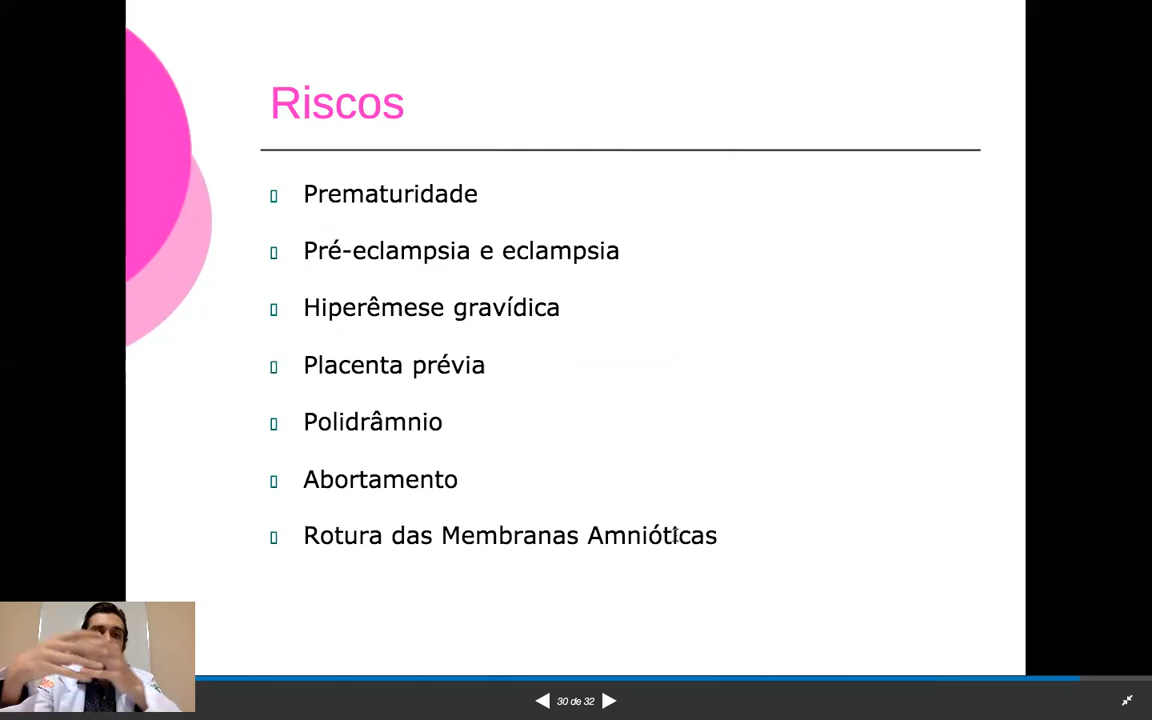 Riscos
Prematuridade
Pré-eclampsia e eclampsia
Hiperêmese gravídica
Placenta prévia
Polidrâmnio
Abortamento
Rotura das Membranas Amnióticas
30 de 32